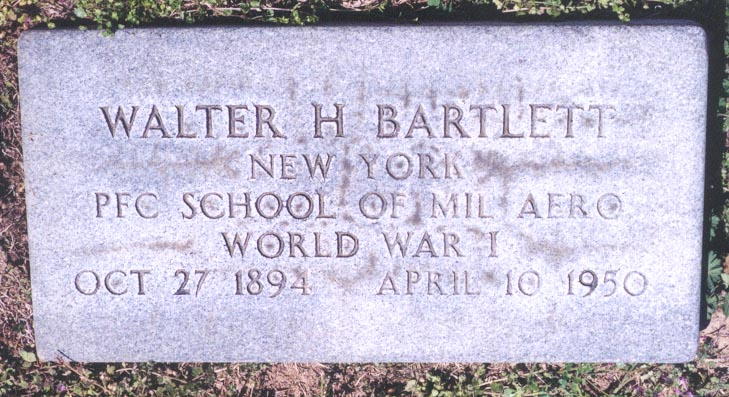 WALTER H BARTLETT
NEW YORK
PFC SCHOOL OF MIL AERO
WORLD WAR I
OCT 27 1894 APRIL 10 1950